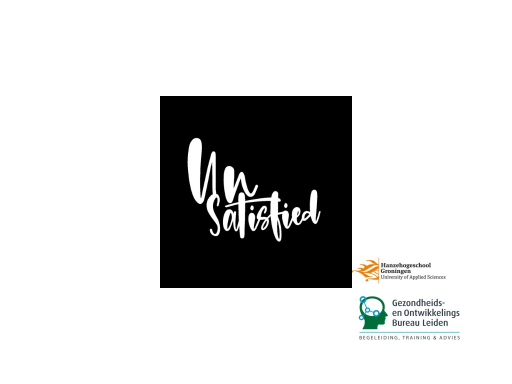 Un
Satisfied
Hanzehogeschool
Groningen
University of Applied Sciences
Gezondheids-
en Ontwikkelings
Bureau Leiden
BEGELEIDING, TRAINING & ADVIES